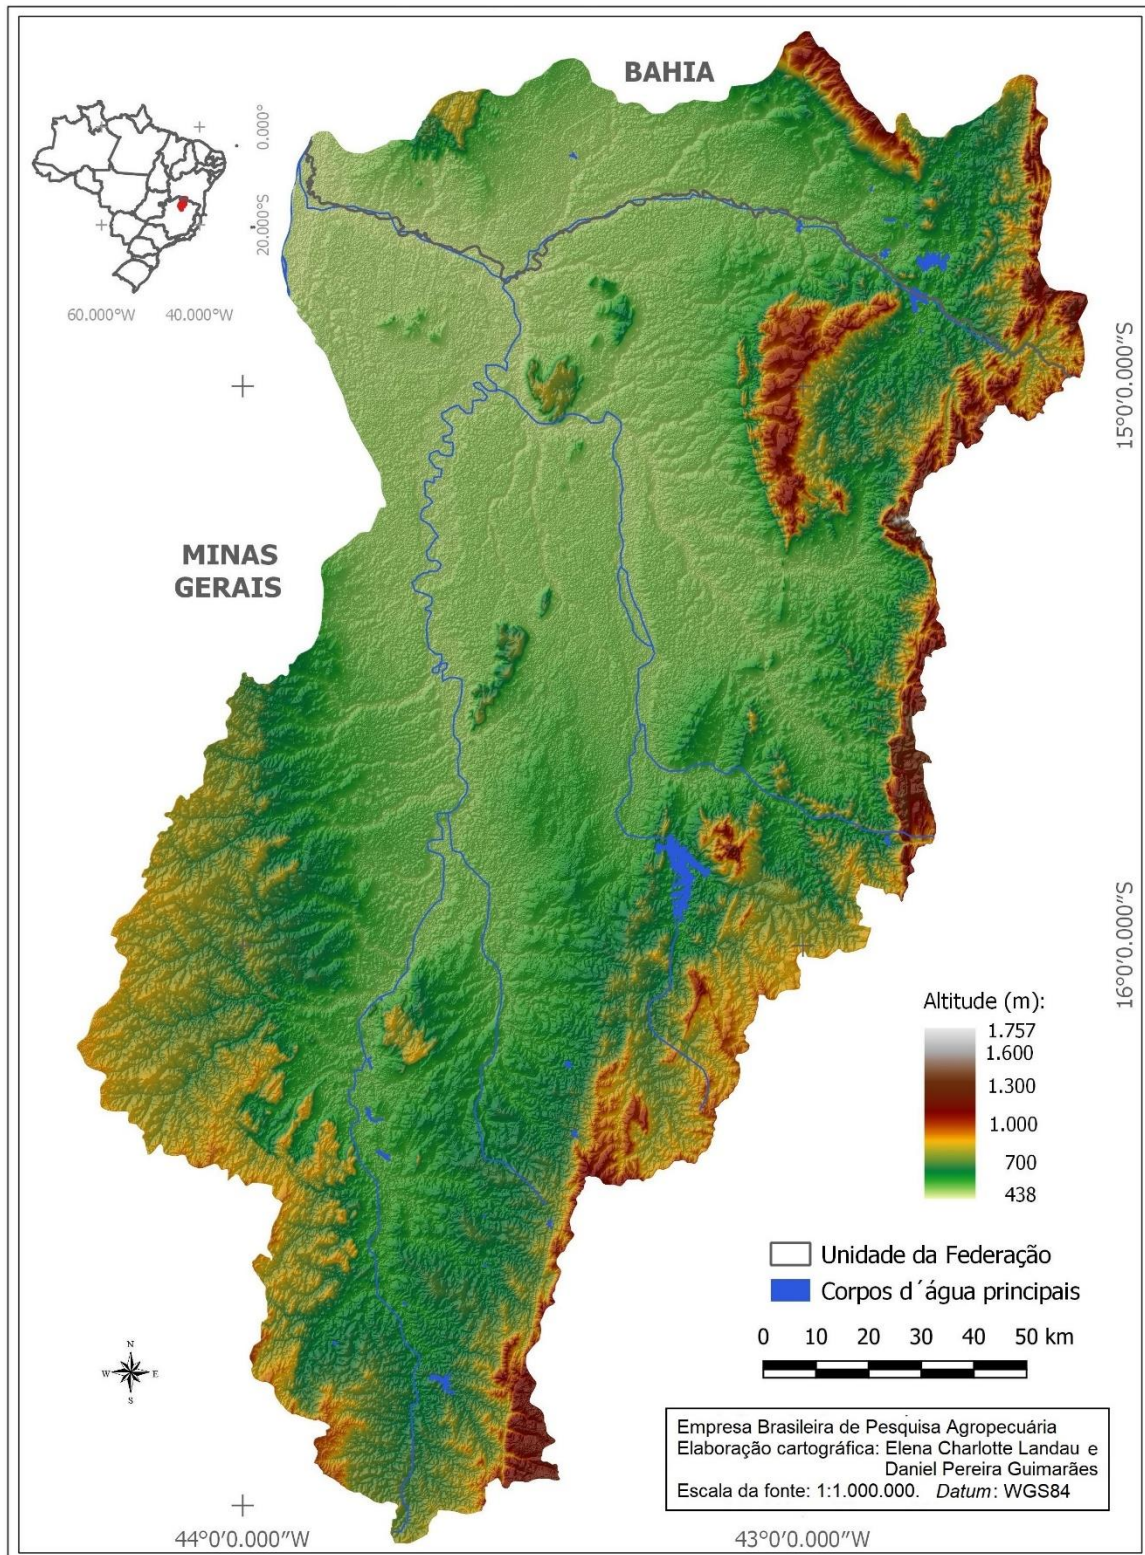 BAHIA
0.000°
20.000°S
60.000°W
40.000°W
15°0'0.000"S
MINAS
GERAIS
16°0'0.000"S
Altitude (m):
1.757
1.600
1.300
1.000
700
438
Unidade da Federação
Corpos d´água principais
0 10 20 30 40 50 km
N
W E
S
Empresa Brasileira de Pesquisa Agropecuária
Elaboração cartográfica: Elena Charlotte Landau e
Daniel Pereira Guimarães
Escala da fonte: 1:1.000.000. Datum: WGS84
44°0'0.000"W
43°0'0.000"W